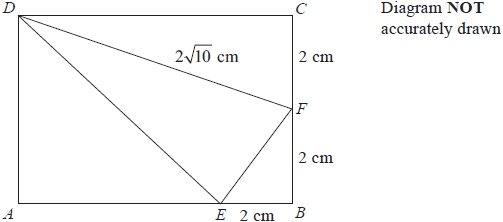 D
C
Diagram NOT
accurately drawn
2√10 cm
2 cm
F
2 cm
A
E
2 cm
B